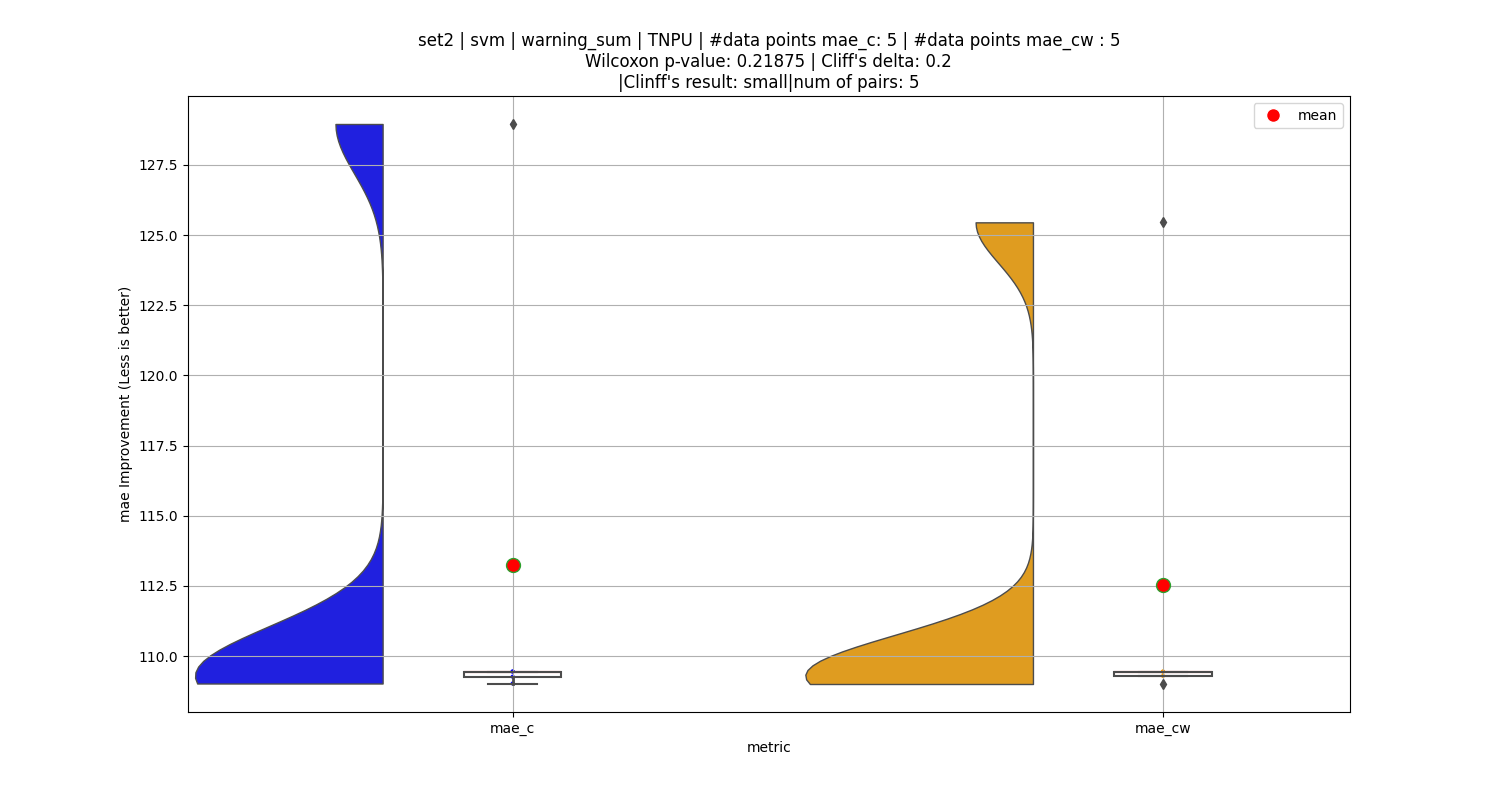 set2 | svm | warning_sum | TNPU | #data points mae_c: 5 | #data points mae_cw : 5
Wilcoxon p-value: 0.21875 | Cliff's delta: 0.2
|Clinff's result: small|num of pairs: 5
mean
127.5
125.0
122.5
120.0
117.5
115.0
112.5
110.0
mae Improvement (Less is better)
mae_c
mae_cw
metric